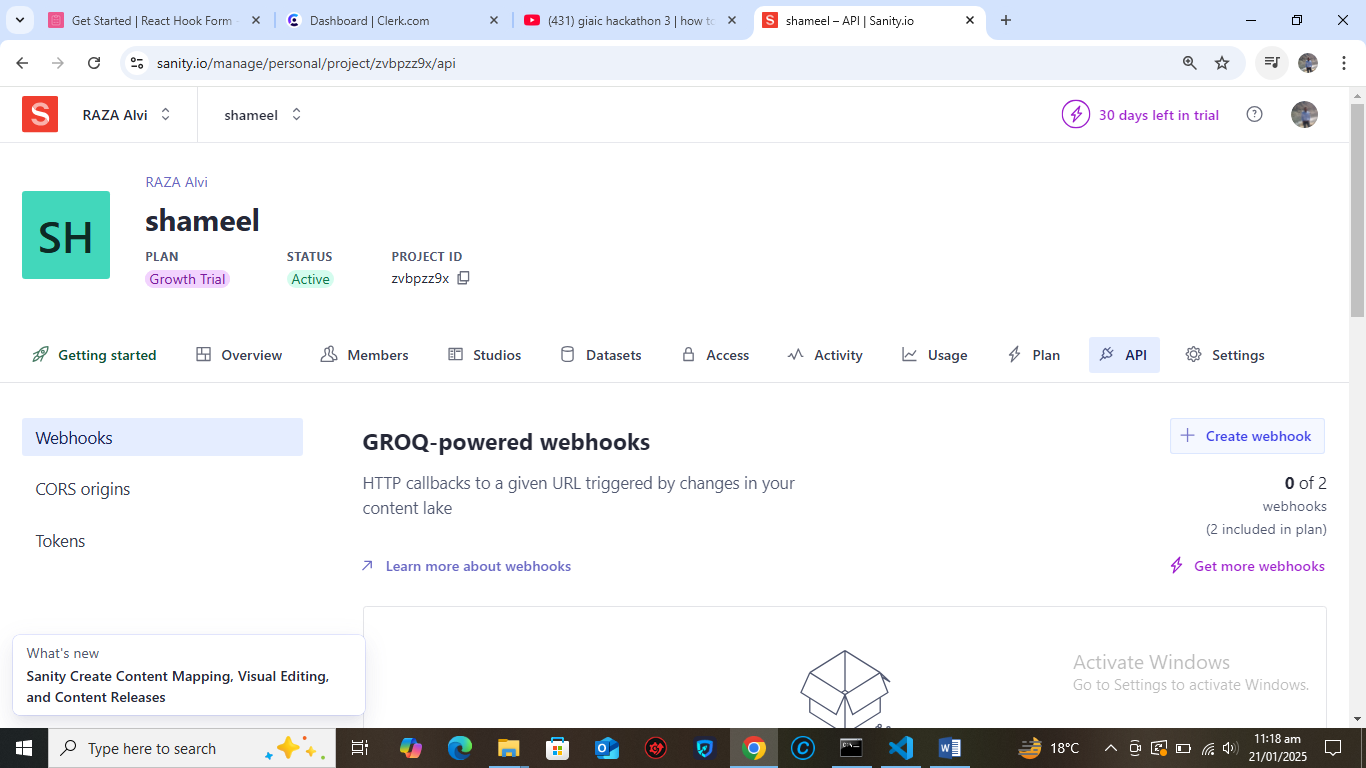 Get Started | React Hook Form
Dashboard | Clerk.com
(431) giaic hackathon 3 | how to
shameel – API | Sanity.io
sanity.io/manage/personal/project/zvbpzz9x/api
S
RAZA Alvi
shameel
30 days left in trial
SH
RAZA Alvi
shameel
PLAN STATUS PROJECT ID
Growth Trial Active zvbpzz9x
Getting started Overview Members Studios Datasets Access Activity Usage Plan API Settings
Webhooks
CORS origins
Tokens
GROQ-powered webhooks
Create webhook
HTTP callbacks to a given URL triggered by changes in your
content lake
0 of 2
webhooks
(2 included in plan)
Learn more about webhooks
Get more webhooks
What's new
Sanity Create Content Mapping, Visual Editing,
and Content Releases
Activate Windows
Go to Settings to activate Windows.
Type here to search
18°C
11:18 am
21/01/2025